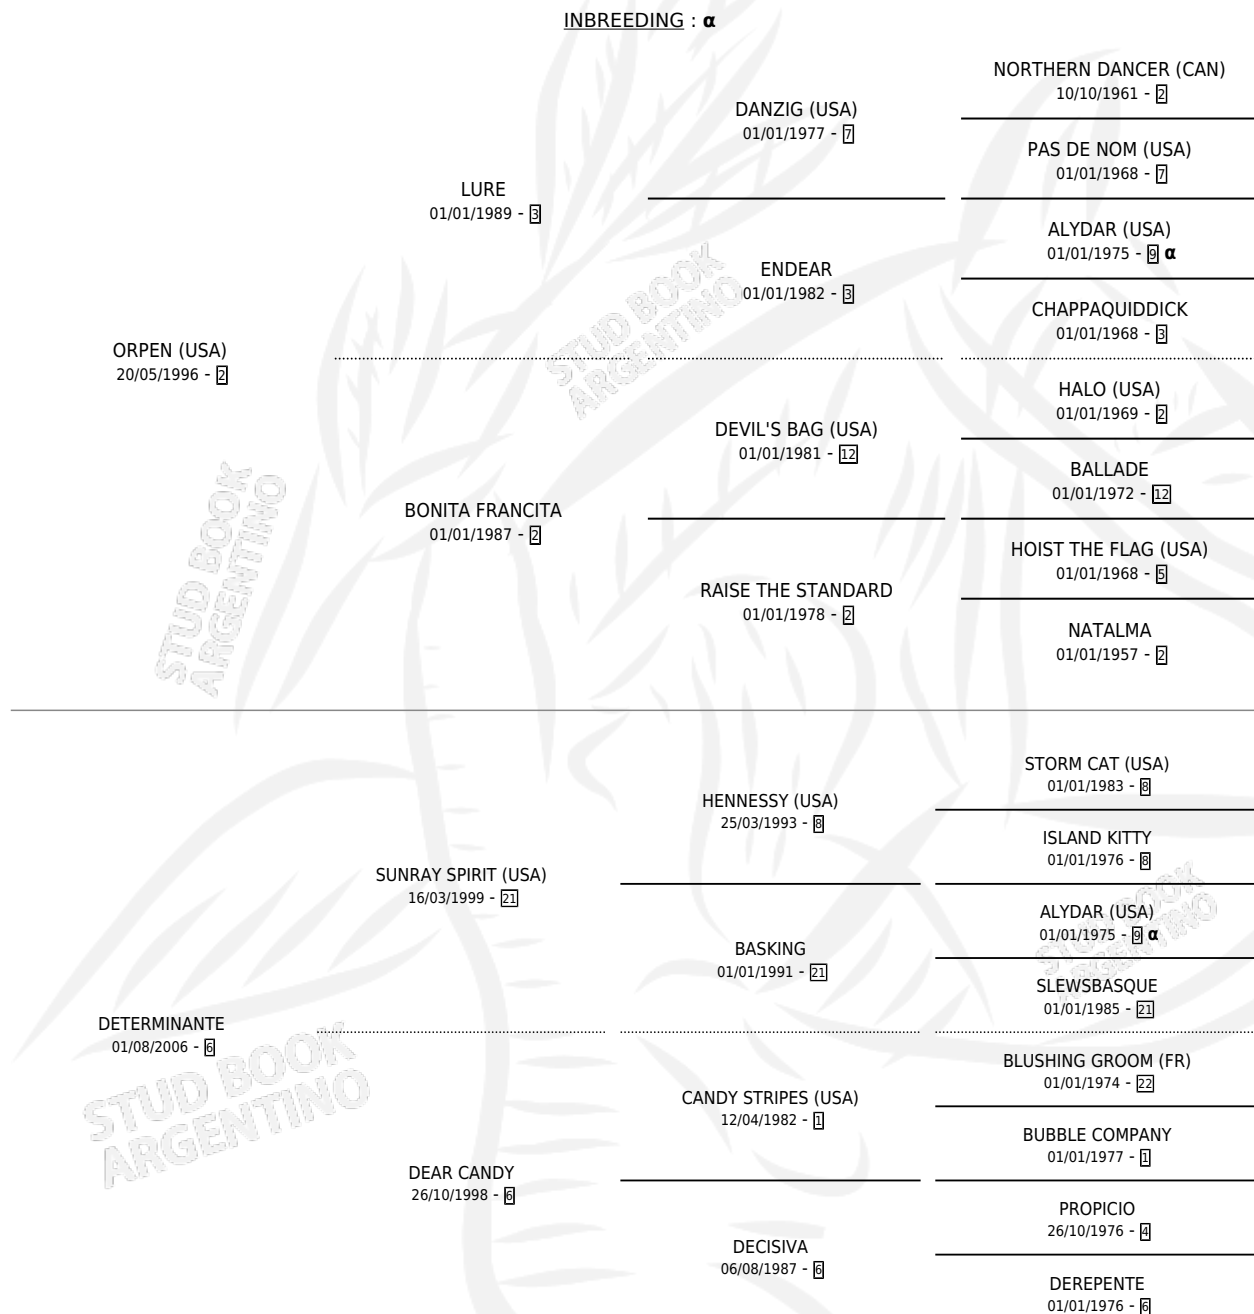 INBREEDING : α
NORTHERN DANCER (CAN)
10/10/1961 - 2
DANZIG (USA)
01/01/1977 - 7
PAS DE NOM (USA)
01/01/1968 - 7
LURE
01/01/1989 - 3
ALYDAR (USA)
01/01/1975 - 9 α
ENDEAR
01/01/1982 - 3
CHAPPAQUIDDICK
01/01/1968 - 3
ORPEN (USA)
20/05/1996 - 2
HALO (USA)
01/01/1969 - 2
DEVIL'S BAG (USA)
01/01/1981 - 12
BALLADE
01/01/1972 - 12
BONITA FRANCITA
01/01/1987 - 2
HOIST THE FLAG (USA)
01/01/1968 - 5
RAISE THE STANDARD
01/01/1978 - 2
NATALMA
01/01/1957 - 2
STORM CAT (USA)
01/01/1983 - 8
HENNESSY (USA)
25/03/1993 - 8
ISLAND KITTY
01/01/1976 - 8
SUNRAY SPIRIT (USA)
16/03/1999 - 21
ALYDAR (USA)
01/01/1975 - 9 α
BASKING
01/01/1991 - 21
SLEWSBASQUE
01/01/1985 - 21
DETERMINANTE
01/08/2006 - 6
BLUSHING GROOM (FR)
01/01/1974 - 22
CANDY STRIPES (USA)
12/04/1982 - 1
BUBBLE COMPANY
01/01/1977 - 1
DEAR CANDY
26/10/1998 - 6
PROPICIO
26/10/1976 - 4
DECISIVA
06/08/1987 - 6
DEREPENTE
01/01/1976 - 6
STUD BOOK
ARGENTINO
STUD BOOK
ARGENTINO
STUD BOOK
ARGENTINO
STUD BOOK
ARGENTINO